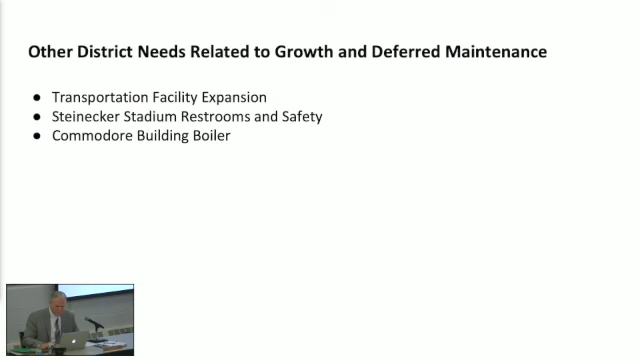 Other District Needs Related to Growth and Deferred Maintenance
● Transportation Facility Expansion
● Steinecker Stadium Restrooms and Safety
● Commodore Building Boiler